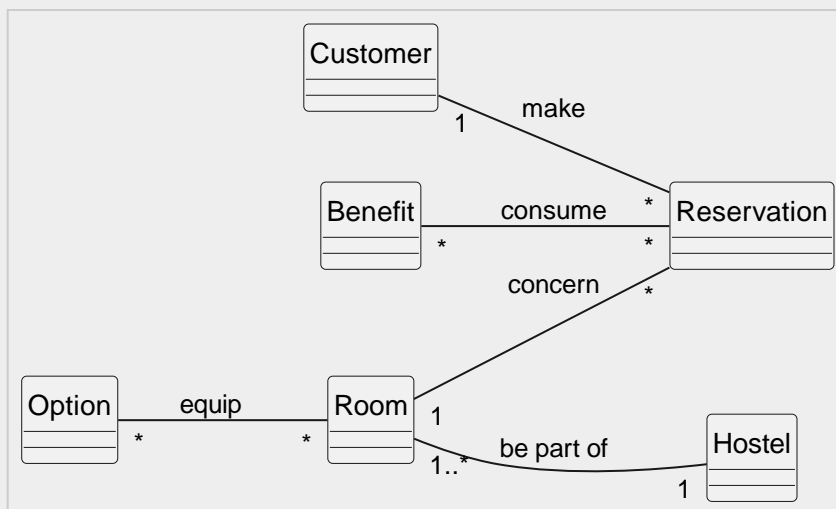 Customer
make
1
Benefit
consume
*
Reservation
*
*
concern
*
Option
equip
Room
*
*
1
be part of
Hostel
1..*
1